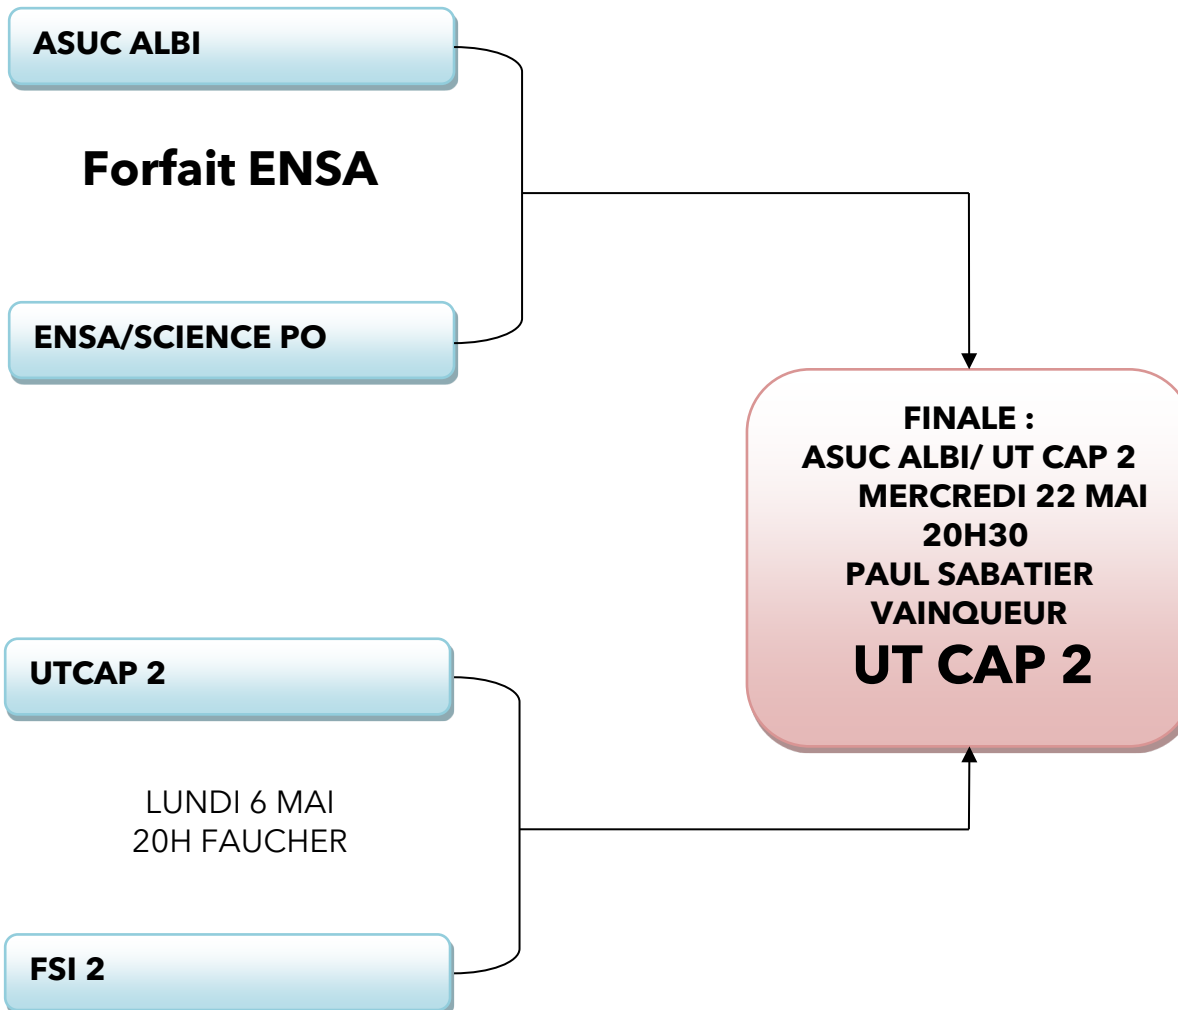 ASUC ALBI
Forfait ENSA
ENSA/SCIENCE PO
FINALE :
ASUC ALBI/ UT CAP 2
MERCREDI 22 MAI
20H30
PAUL SABATIER
VAINQUEUR
UT CAP 2
UTCAP 2
LUNDI 6 MAI
20H FAUCHER
FSI 2